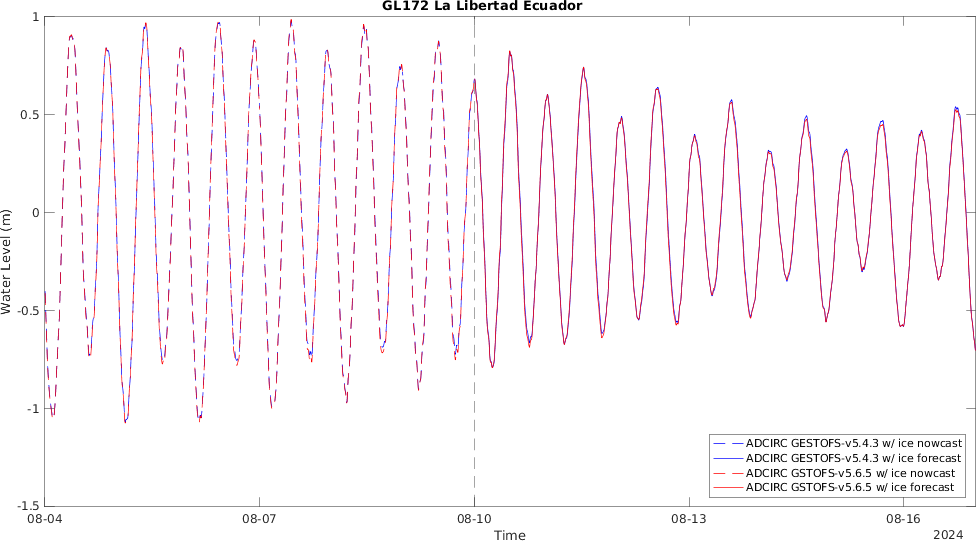 GL172 La Libertad Ecuador
Water Level (m)
1
0.5
0
-0.5
-1
-1.5
08-04
08-07
08-10
08-13
08-16
Time
2024
ADCIRC GESTOFS-v5.4.3 w/ ice nowcast
ADCIRC GESTOFS-v5.4.3 w/ ice forecast
ADCIRC GSTOFS-v5.6.5 w/ ice nowcast
ADCIRC GSTOFS-v5.6.5 w/ ice forecast